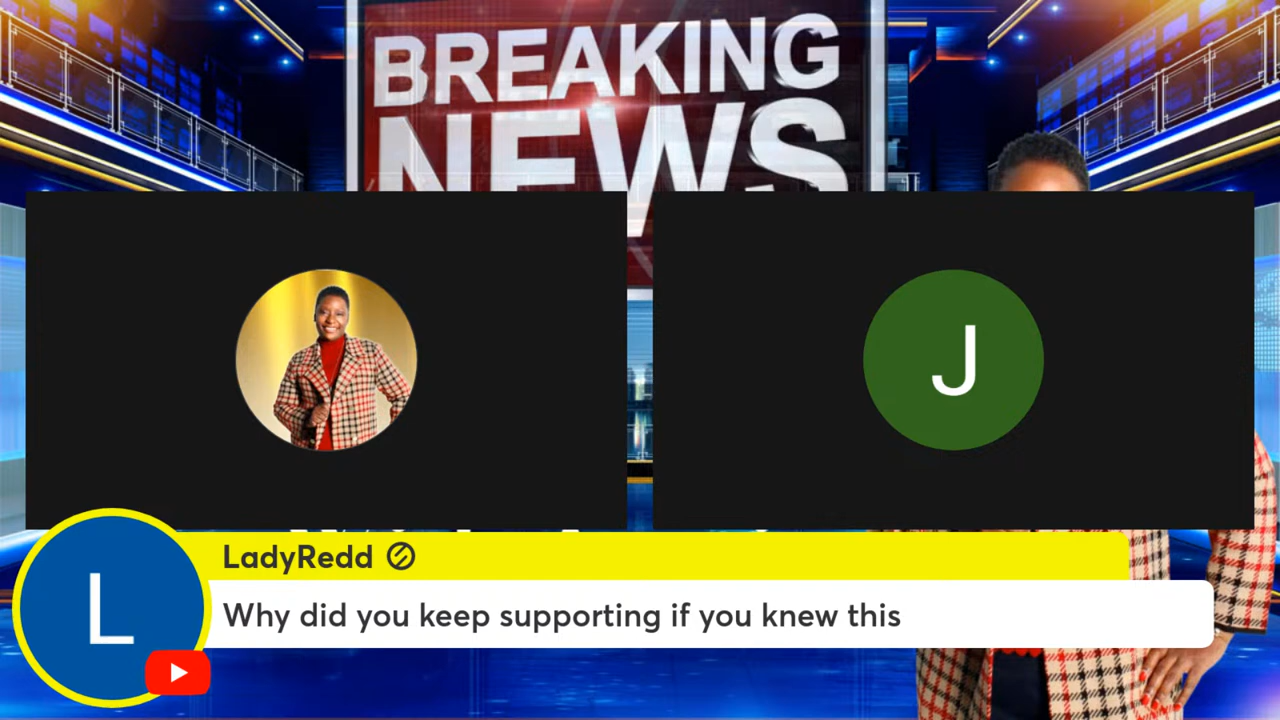 BREAKING
NEWS
J
L
LadyRedd
Why did you keep supporting if you knew this